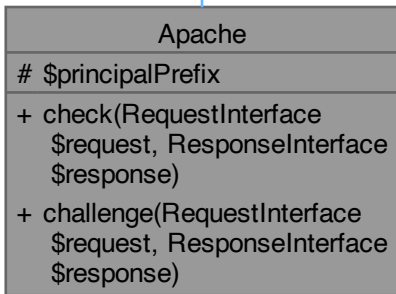 Apache
# $principalPrefix
+ check(RequestInterface
$request, ResponseInterface
$response)
+ challenge(RequestInterface
$request, ResponseInterface
$response)